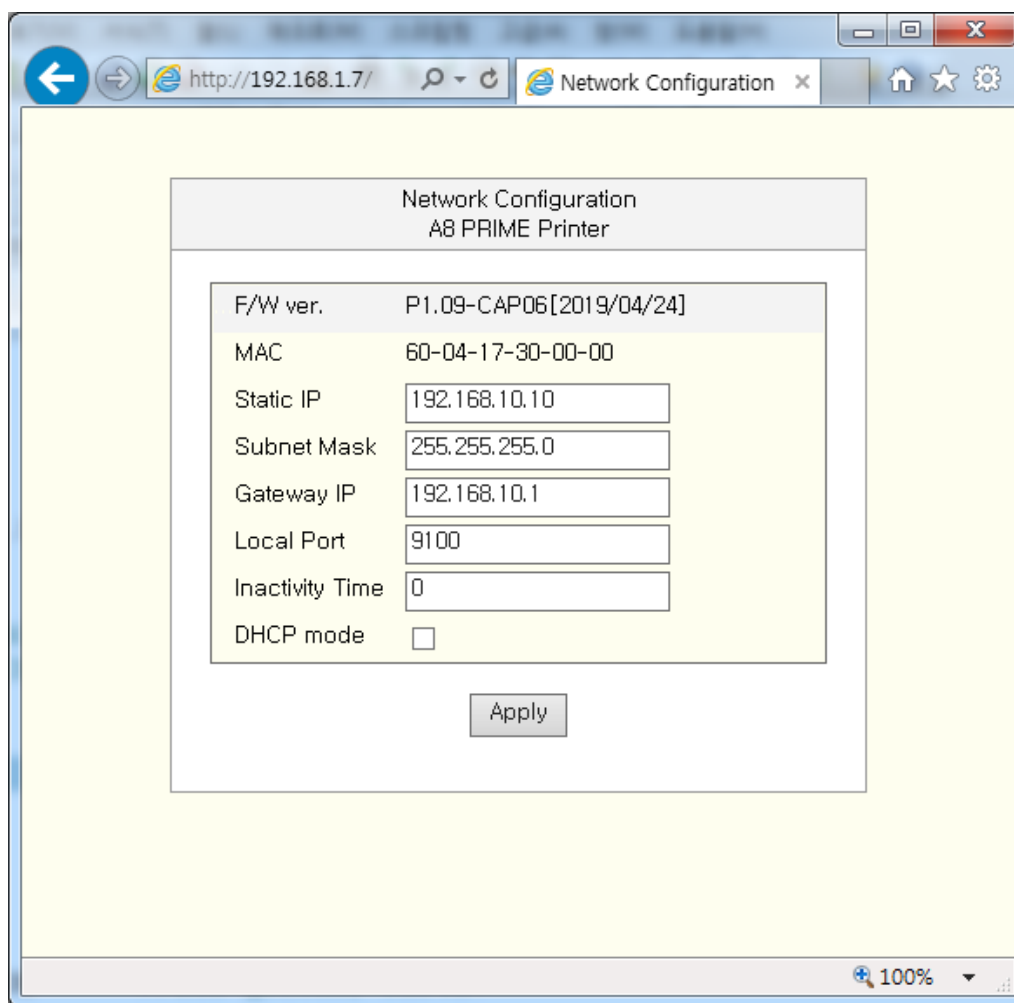 http://192.168.1.7/
Network Configuration
Network Configuration
A8 PRIME Printer
F/W ver. P1.09-CAP06[2019/04/24]
MAC 60-04-17-30-00-00
Static IP 192.168.10.10
Subnet Mask 255.255.255.0
Gateway IP 192.168.10.1
Local Port 9100
Inactivity Time 0
DHCP mode
Apply
100%